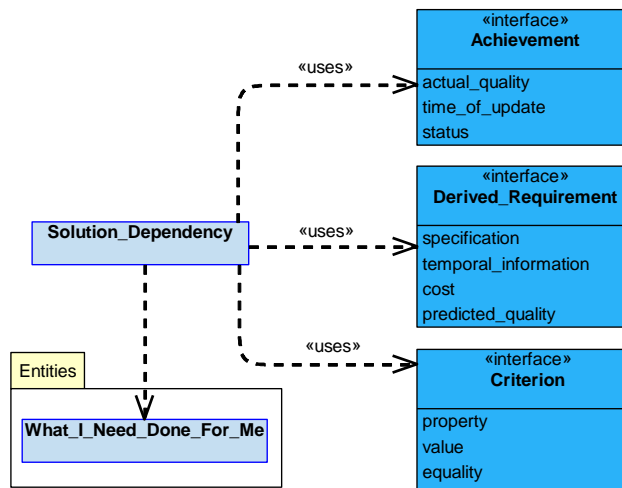 «interface»
Achievement
actual_quality
time_of_update
status
«uses»
«interface»
Derived_Requirement
specification
temporal_information
cost
predicted_quality
«uses»
Solution_Dependency
«uses»
«interface»
Criterion
property
value
equality
Entities
What_I_Need_Done_For_Me